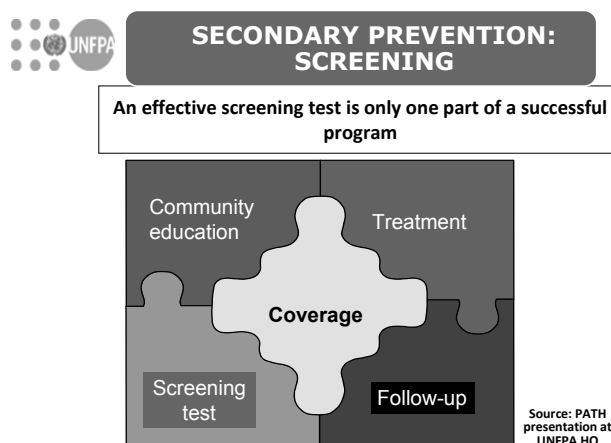 UNFPA
SECONDARY PREVENTION:
SCREENING
An effective screening test is only one part of a successful
program
Community
education
Treatment
Coverage
Screening
test
Follow-up
Source: PATH
presentation at
UNFPA HQ